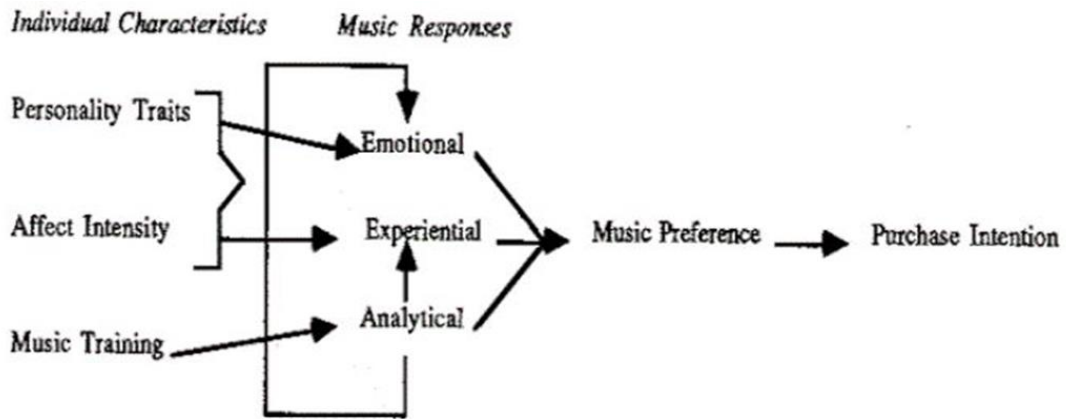 Individual Characteristics
Music Responses
Personality Traits
Emotional
Affect Intensity
Experiential
Music Preference
Purchase Intention
Analytical
Music Training